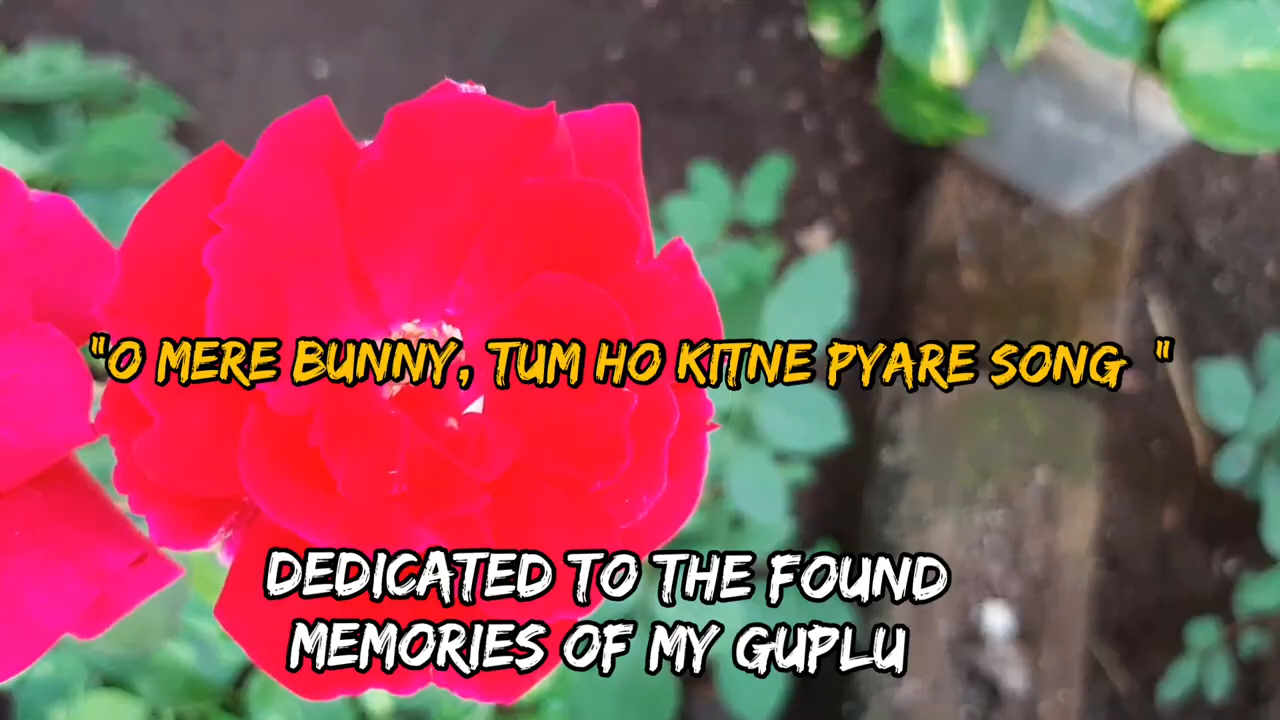 "O MERE BUNNY, TUM HO KITNE PYARE SONG "
DEDICATED TO THE FOUND
MEMORIES OF MY GUPLU